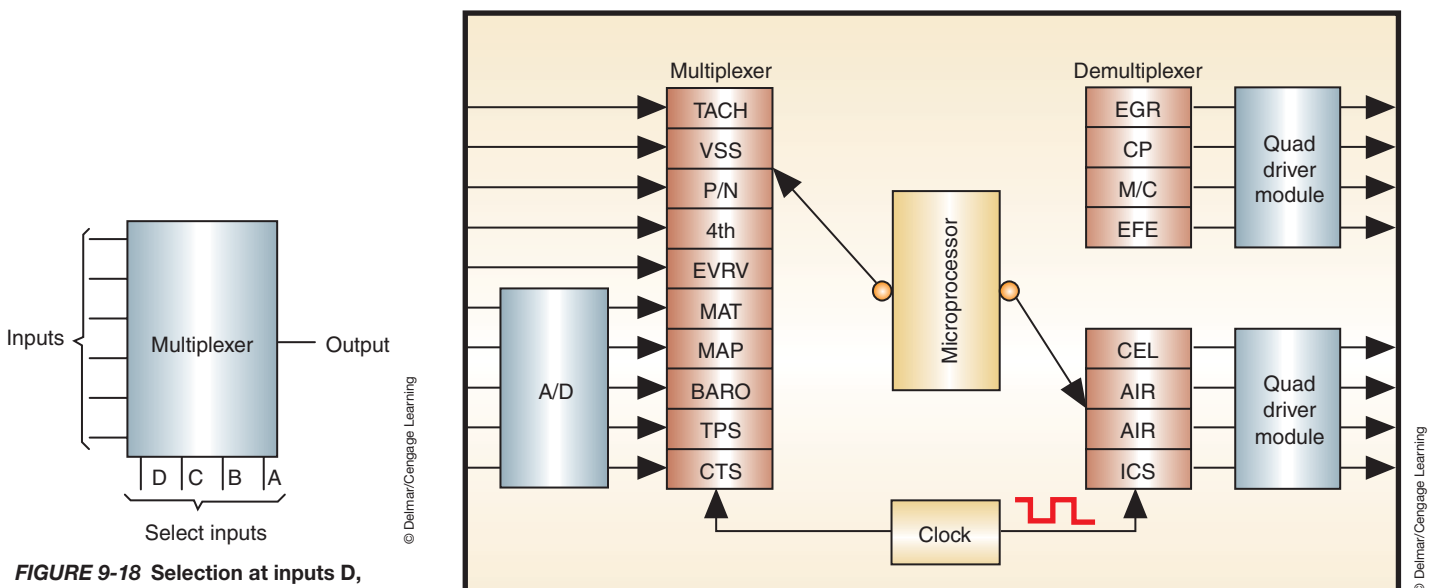 Inputs
Multiplexer
Output
D C B A
Select inputs
© Delmar/Cengage Learning
FIGURE 9-18 Selection at inputs D,
Multiplexer
TACH
VSS
P/N
4th
EVRV
MAT
MAP
BARO
TPS
CTS
A/D
Microprocessor
Clock
Demultiplexer
EGR
CP
M/C
EFE
Quad
driver
module
CEL
AIR
AIR
ICS
Quad
driver
module
© Delmar/Cengage Learning